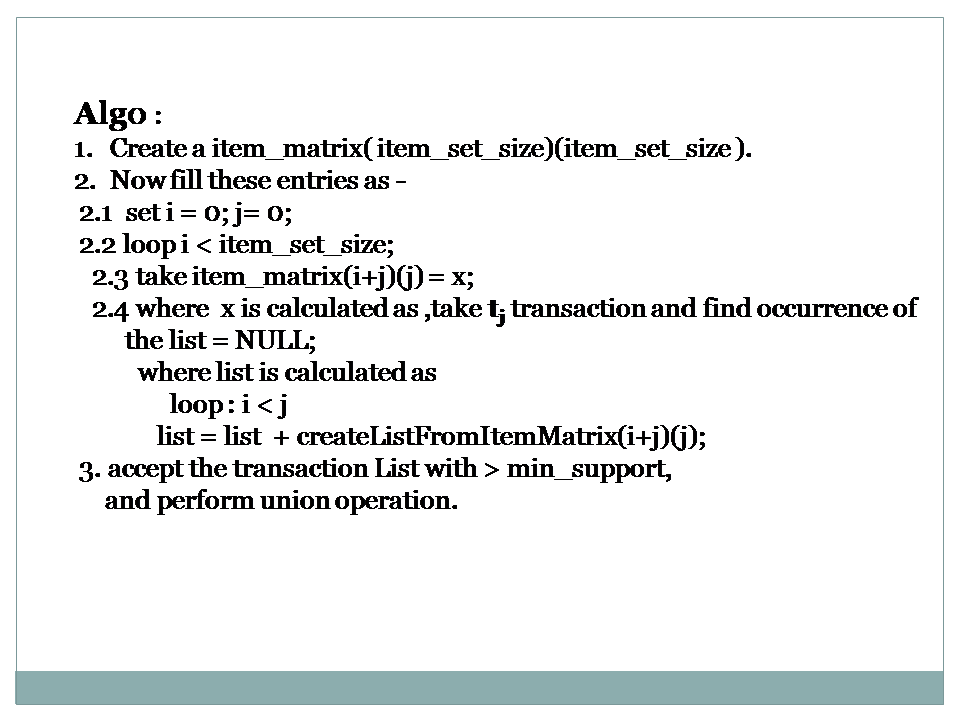 Algo :
1. Create a item_matrix( item_set_size)(item_set_size ).
2. Now fill these entries as -
2.1 set i = 0; j= 0;
2.2 loop i < item_set_size;
2.3 take item_matrix(i+j)(j) = x;
2.4 where x is calculated as ,take tj transaction and find occurrence of
the list = NULL;
where list is calculated as
loop : i < j
list = list + createListFromItemMatrix(i+j)(j);
3. accept the transaction List with > min_support,
and perform union operation.